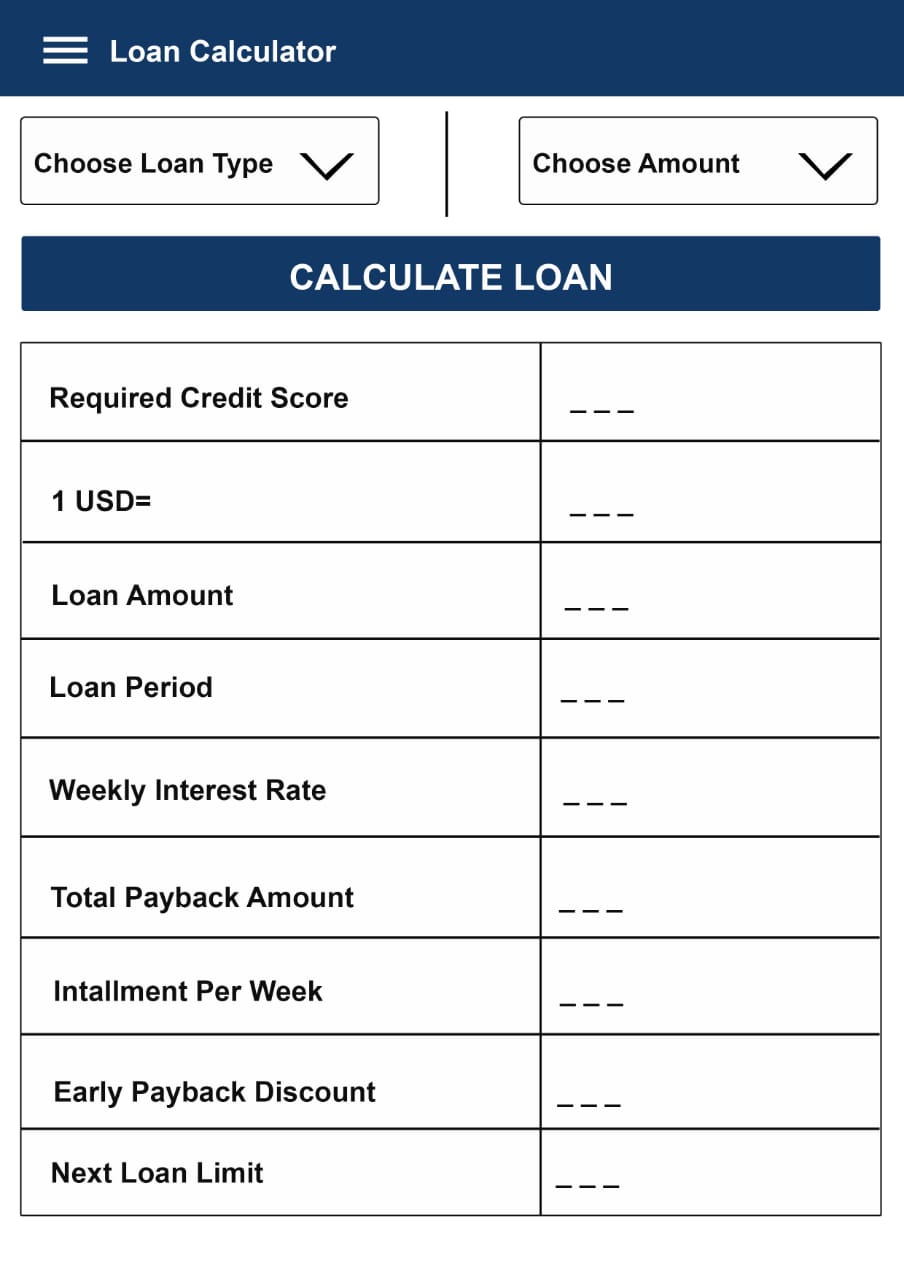 Loan Calculator
Choose Loan Type
Choose Amount
CALCULATE LOAN
Required Credit Score _ _ _
1 USD= _ _ _
Loan Amount _ _ _
Loan Period _ _ _
Weekly Interest Rate _ _ _
Total Payback Amount _ _ _
Intallment Per Week _ _ _
Early Payback Discount _ _ _
Next Loan Limit _ _ _